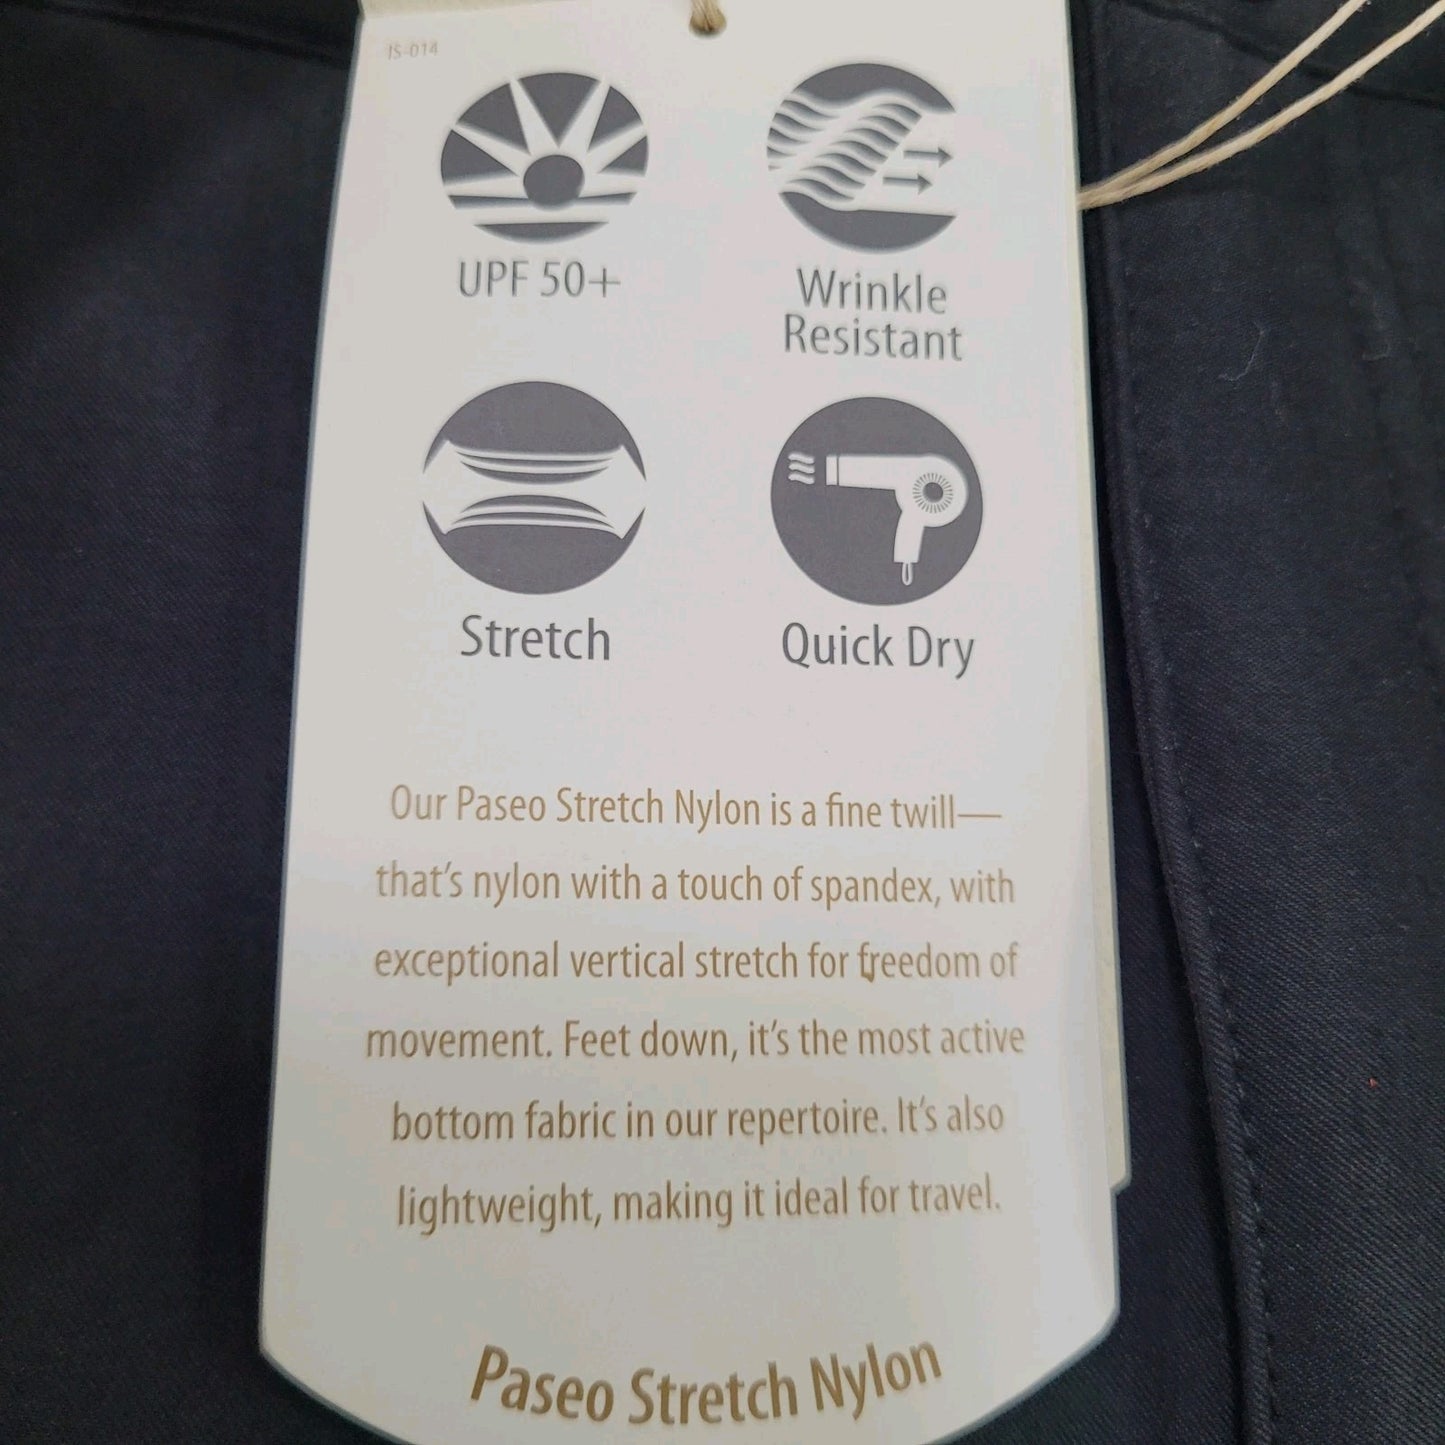 IS-014
UPF 50+
Wrinkle
Resistant
Stretch
Quick Dry
Our Paseo Stretch Nylon is a fine twill—
that's nylon with a touch of spandex, with
exceptional vertical stretch for freedom of
movement. Feet down, it's the most active
bottom fabric in our repertoire. It's also
lightweight, making it ideal for travel.
Paseo Stretch Nylon